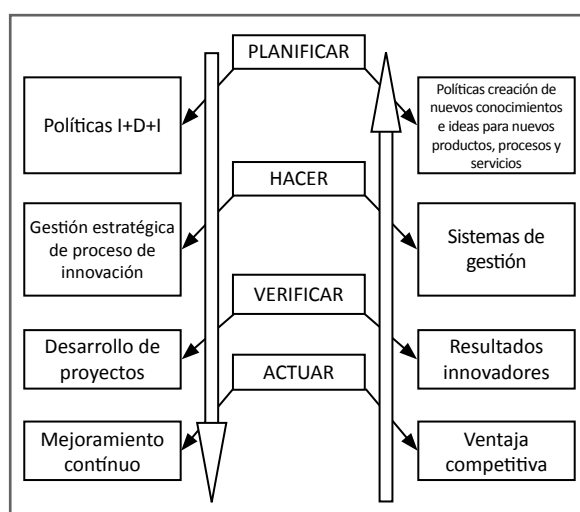 PLANIFICAR
Políticas I+D+I
Políticas creación de
nuevos conocimientos
e ideas para nuevos
productos, procesos y
servicios
HACER
Gestión estratégica
de proceso de
innovación
Sistemas de
gestión
VERIFICAR
Desarrollo de
proyectos
Resultados
innovadores
ACTUAR
Mejoramiento
contínuo
Ventaja
competitiva